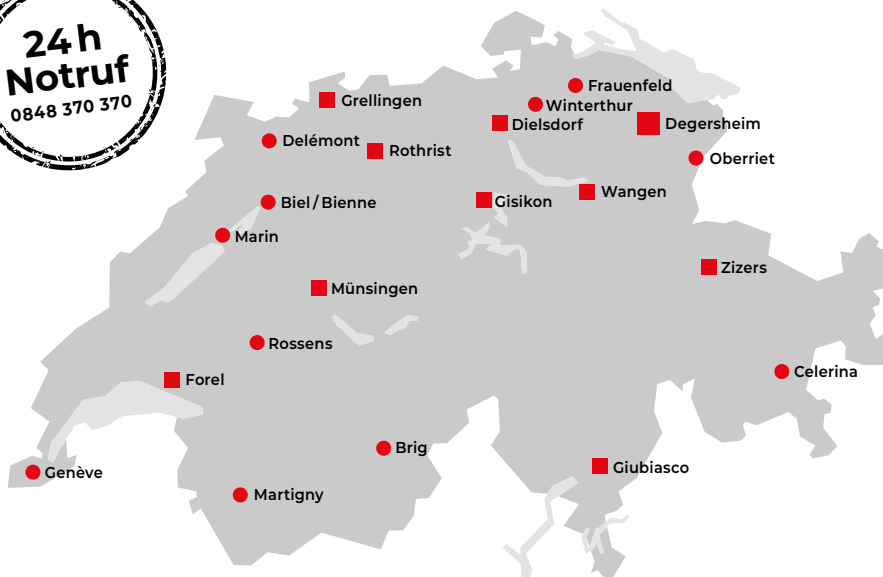 24 h
Notruf
0848 370 370
Frauenfeld
Grellingen
Winterthur
Dielsdorf
Degersheim
Delémont
Rothrist
Oberriet
Wangen
Biel / Bienne
Gisikon
Marin
Zizers
Münsingen
Rossens
Celerina
Forel
Brig
Giubiasco
Genève
Martigny